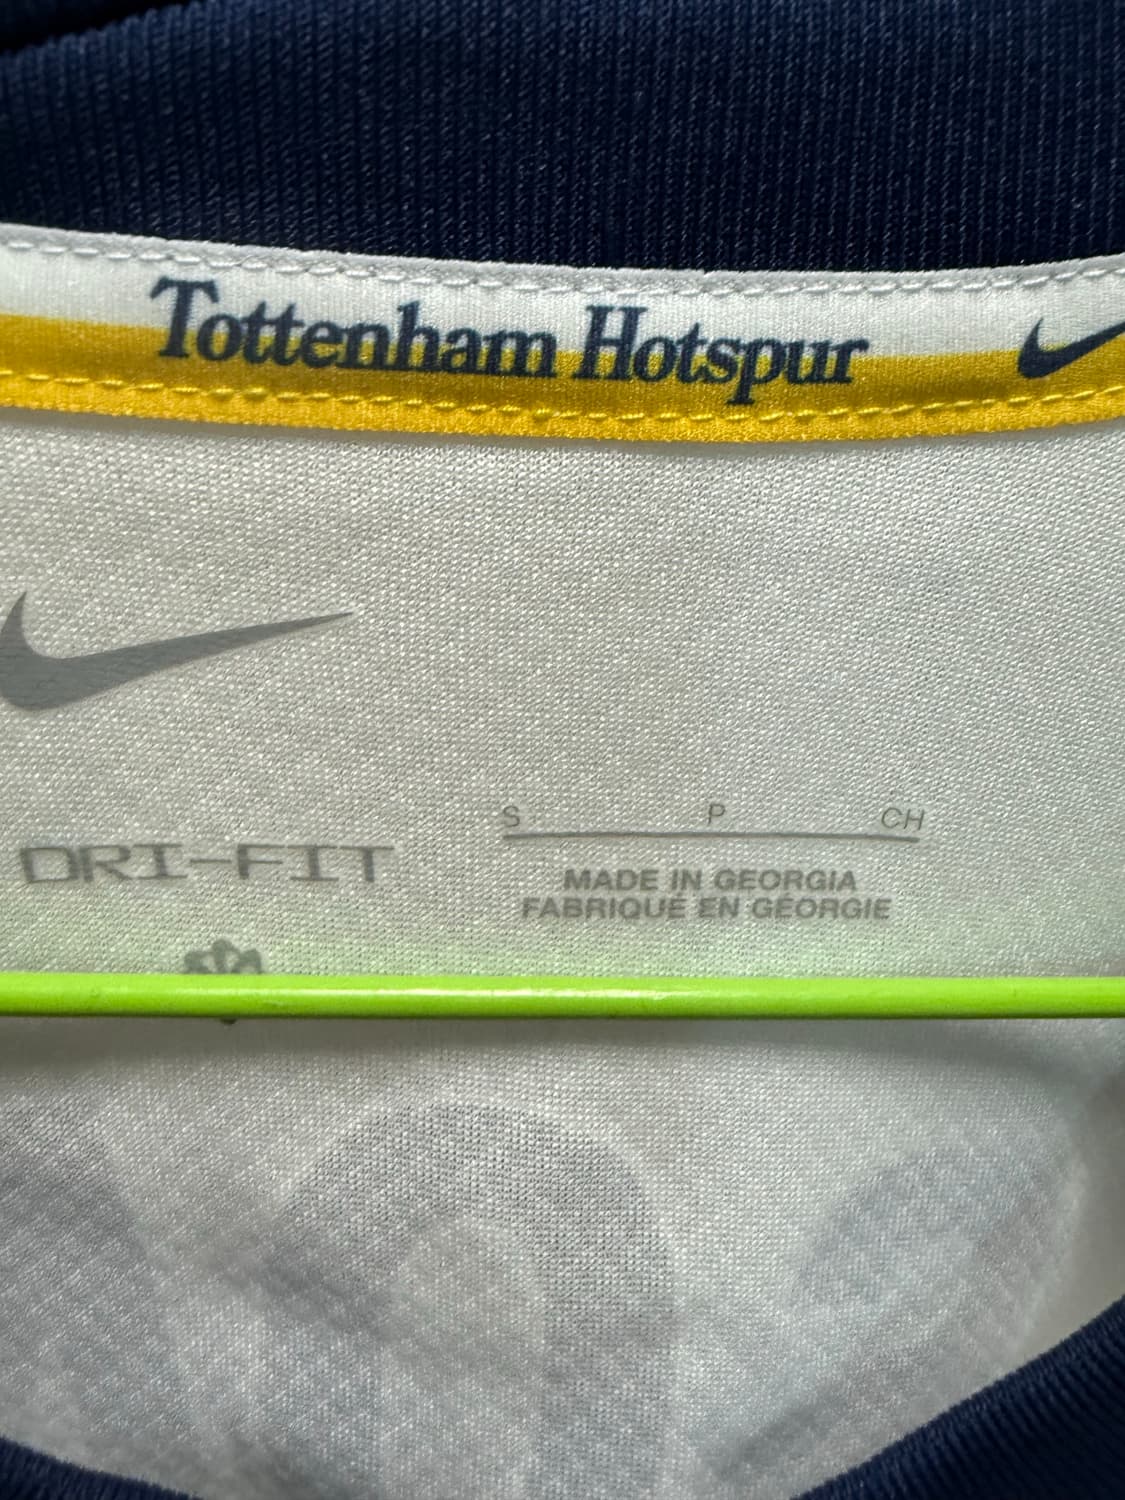 Tottenham Hotspur
S P CH
DRI-FIT
MADE IN GEORGIA
FABRIQUÉ EN GÉORGIE